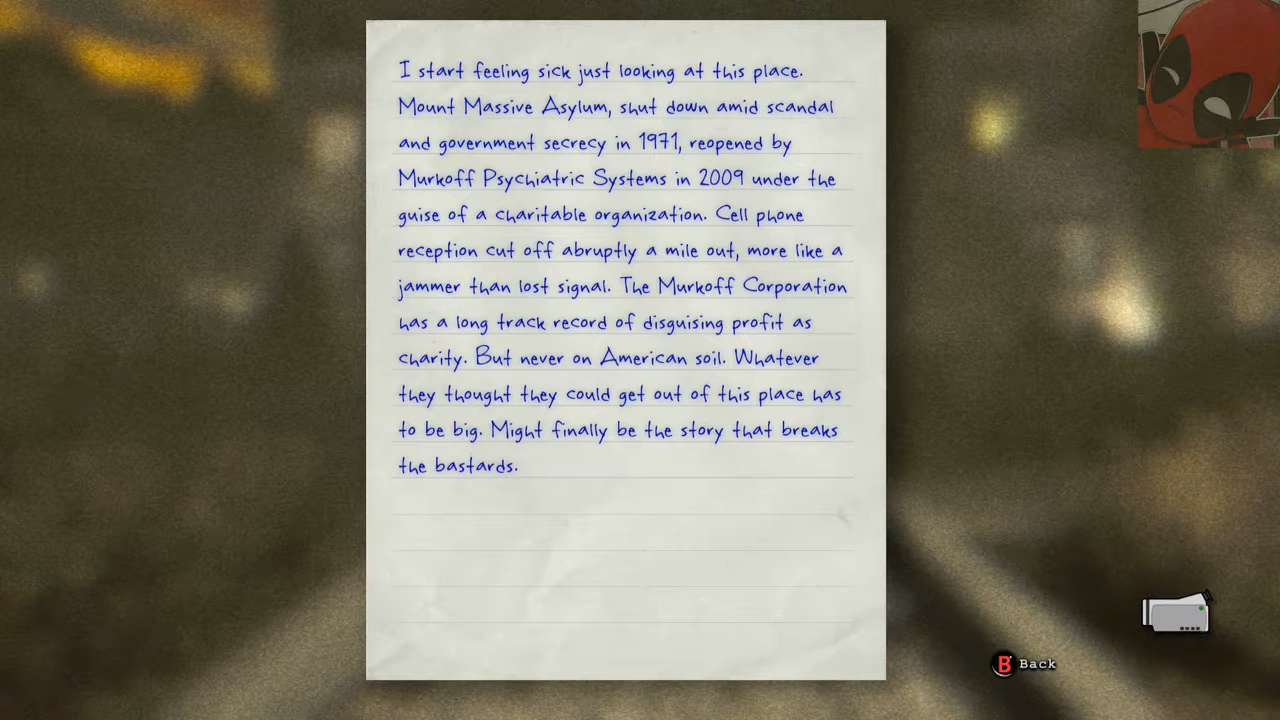 I start feeling sick just looking at this place.
Mount Massive Asylum, shut down amid scandal
and government secrecy in 1971, reopened by
Murkoff Psychiatric Systems in 2009 under the
guise of a charitable organization. Cell phone
reception cut off abruptly a mile out, more like a
jammer than lost signal. The Murkoff Corporation
has a long track record of disguising profit as
charity. But never on American soil. Whatever
they thought they could get out of this place has
to be big. Might finally be the story that breaks
the bastards.
B Back